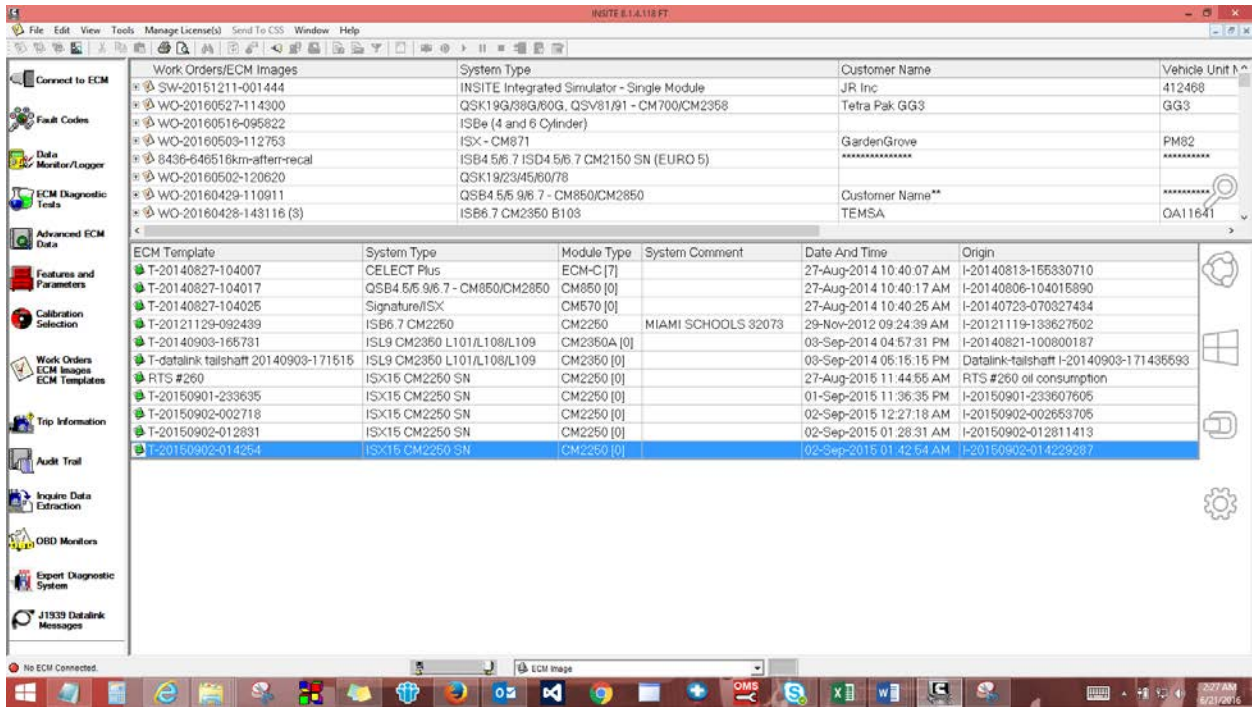 INSITE 8.1.4.118 FT
File Edit View Tools Manage License(s) Send To CSS Window Help
Connect to ECM
Fault Codes
Data Monitor/Logger
ECM Diagnostic Tests
Advanced ECM Data
Features and Parameters
Calibration Selection
Work Orders ECM Images ECM Templates
Trip Information
Audit Trail
Inquire Data Extraction
OBD Monitors
Expert Diagnostic System
J1939 Datalink Messages
Work Orders/ECM Images System Type Customer Name Vehicle Unit
SW-20151211-001444 INSITE Integrated Simulator - Single Module JR Inc 412468
WO-20160527-114300 QSK19G/38G/60G, QSV81/91 - CM700/CM2358 Tetra Pak GG3 GG3
WO-20160516-095822 ISBe (4 and 6 Cylinder)
WO-20160503-112753 ISX - CM871 GardenGrove PM82
8436-646516km-afterr-recal ISB4.5/6.7 ISD4.5/6.7 CM2150 SN (EURO 5) *************** **********
WO-20160502-120620 QSK19/23/45/60/78
WO-20160429-110911 QSB4.5/5.9/6.7 - CM850/CM2850 Customer Name** **********
WO-20160428-143116 (3) ISB6.7 CM2350 B103 TEMSA OA11641
ECM Template System Type Module Type System Comment Date And Time Origin
T-20140827-104007 CELECT Plus ECM-C [7] 27-Aug-2014 10:40:07 AM I-20140813-155330710
T-20140827-104017 QSB4.5/5.9/6.7 - CM850/CM2850 CM850 [0] 27-Aug-2014 10:40:17 AM I-20140806-104015890
T-20140827-104025 Signature/ISX CM570 [0] 27-Aug-2014 10:40:25 AM I-20140723-070327434
T-20121129-092439 ISB6.7 CM2250 CM2250 MIAMI SCHOOLS 32073 29-Nov-2012 09:24:39 AM I-20121119-133627502
T-20140903-165731 ISL9 CM2350 L101/L108/L109 CM2350A [0] 03-Sep-2014 04:57:31 PM I-20140821-100800187
T-datalink tailshaft 20140903-171515 ISL9 CM2350 L101/L108/L109 CM2350 [0] 03-Sep-2014 05:15:15 PM Datalink-tailshaft I-20140903-171435593
RTS #260 ISX15 CM2250 SN CM2250 [0] 27-Aug-2015 11:44:55 AM RTS #260 oil consumption
T-20150901-233635 ISX15 CM2250 SN CM2250 [0] 01-Sep-2015 11:36:35 PM I-20150901-233607605
T-20150902-002718 ISX15 CM2250 SN CM2250 [0] 02-Sep-2015 12:27:18 AM I-20150902-002653705
T-20150902-012831 ISX15 CM2250 SN CM2250 [0] 02-Sep-2015 01:28:31 AM I-20150902-012811413
T-20150902-014254 ISX15 CM2250 SN CM2250 [0] 02-Sep-2015 01:42:54 AM I-20150902-014229287
No ECM Connected. ECM Image
OMS
2:27 AM
6/21/2016